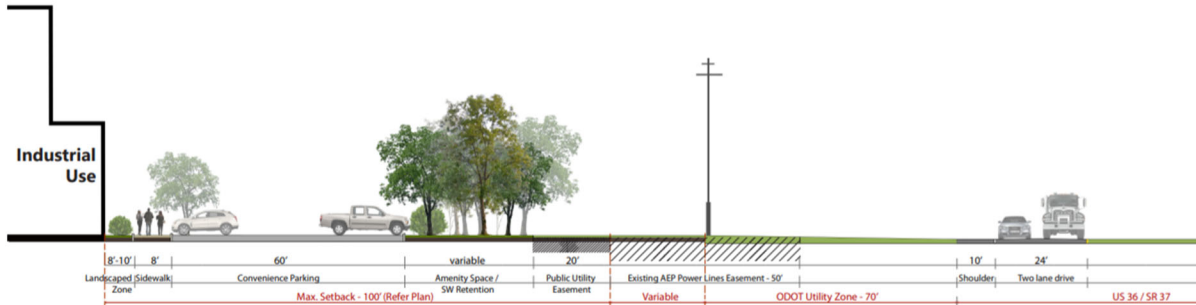 Industrial
Use
8'-10' 8' 60' variable 20' 10' 24'
Landscaped Sidewalk Convenience Parking Amenity Space / Public Utility Existing AEP Power Lines Easement - 50' Shoulder Two lane drive
Zone SW Retention Easement
Max. Setback - 100' (Refer Plan) Variable ODOT Utility Zone - 70' US 36 / SR 37